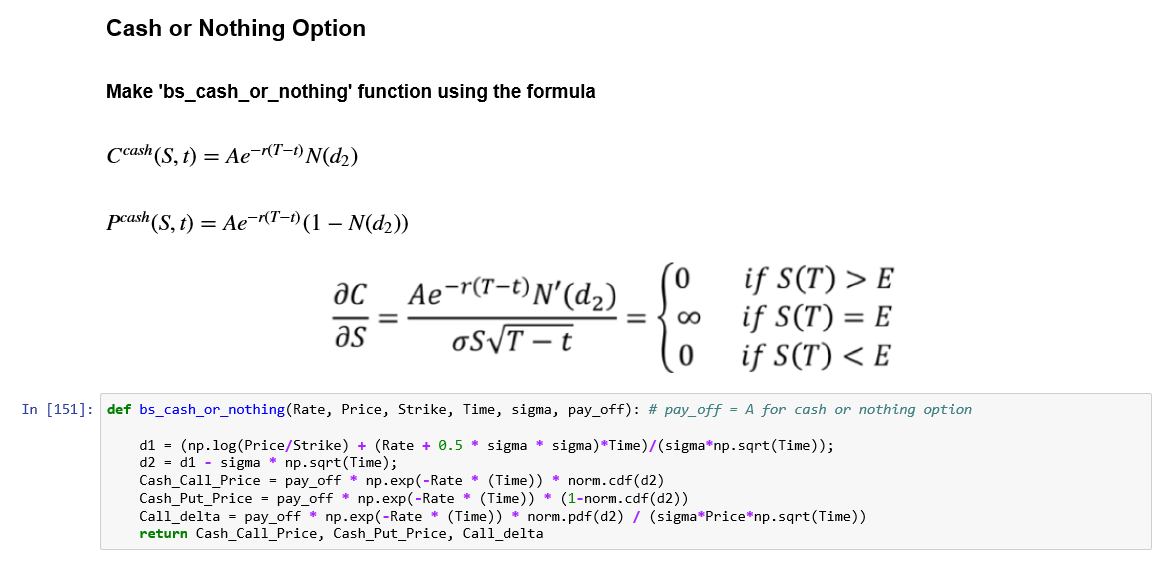 Cash or Nothing Option
Make 'bs_cash_or_nothing' function using the formula
C^{cash}(S, t) = Ae^{−r(T−t)}N(d₂)
P^{cash}(S, t) = Ae^{−r(T−t)}(1 − N(d₂))
∂C/∂S = Ae^{−r(T−t)}N′(d₂) / σS√(T − t) = { 0 if S(T) > E
∞ if S(T) = E
0 if S(T) < E
In [151]: def bs_cash_or_nothing(Rate, Price, Strike, Time, sigma, pay_off): # pay_off = A for cash or nothing option
d1 = (np.log(Price/Strike) + (Rate + 0.5 * sigma * sigma)*Time)/(sigma*np.sqrt(Time));
d2 = d1 - sigma * np.sqrt(Time);
Cash_Call_Price = pay_off * np.exp(-Rate * (Time)) * norm.cdf(d2)
Cash_Put_Price = pay_off * np.exp(-Rate * (Time)) * (1-norm.cdf(d2))
Call_delta = pay_off * np.exp(-Rate * (Time)) * norm.pdf(d2) / (sigma*Price*np.sqrt(Time))
return Cash_Call_Price, Cash_Put_Price, Call_delta